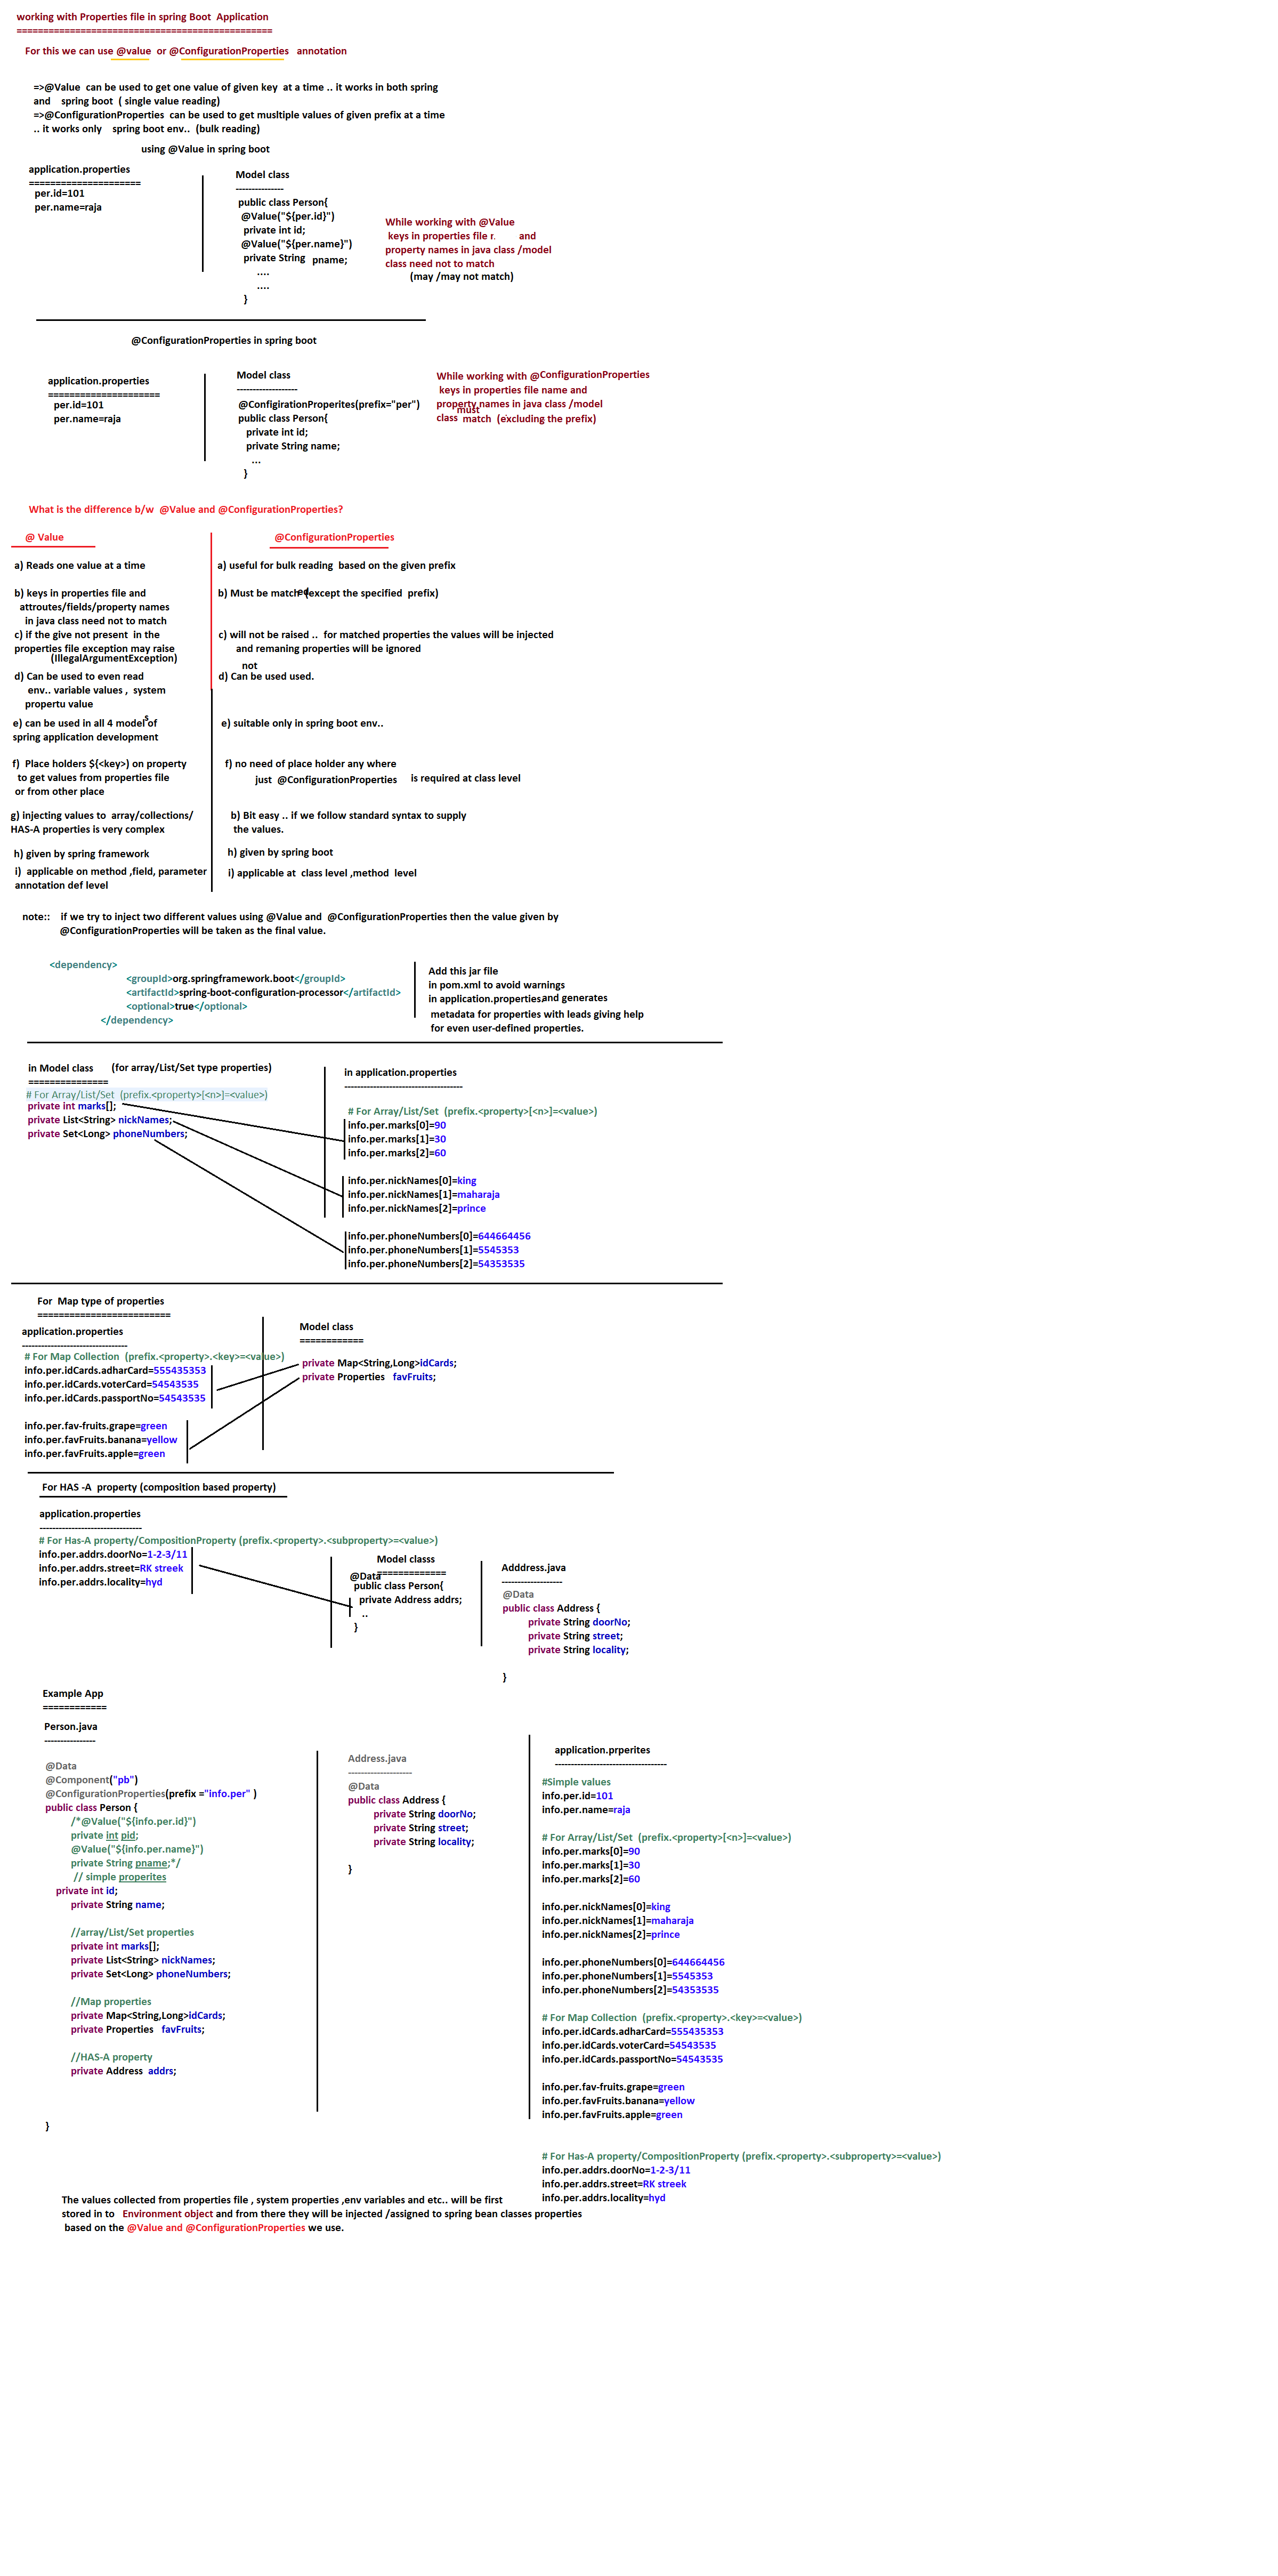 working with Properties file in spring Boot  Application
================================================
For this we can use @value  or @ConfigurationProperties   annotation
=>@Value  can be used to get one value of given key  at a time .. it works in both spring
and    spring boot  ( single value reading)
=>@ConfigurationProperties  can be used to get musltiple values of given prefix at a time
.. it works only    spring boot env..  (bulk reading)
using @Value in spring boot
application.properties
=====================
per.id=101
per.name=raja
Model class
---------------
public class Person{
@Value("${per.id}")
private int id;
@Value("${per.name}")
private String  pname;
....
....
}
While working with @Value
keys in properties file        and
property names in java class /model
class need not to match
(may /may not match)
@ConfigurationProperties in spring boot
application.properties
=====================
per.id=101
per.name=raja
Model class
-------------------
@ConfigirationProperites(prefix="per")
public class Person{
private int id;
private String name;
...
}
While working with @ConfigurationProperties
keys in properties file name and
property names in java class /model
class must match  (excluding the prefix)
What is the difference b/w  @Value and @ConfigurationProperties?
@ Value
a) Reads one value at a time
b) keys in properties file and
attroutes/fields/property names
in java class need not to match
c) if the give not present  in the
properties file exception may raise
(IllegalArgumentException)
d) Can be used to even read
env.. variable values ,  system
propertu value
e) can be used in all 4 models of
spring application development
f)  Place holders ${<key>) on property
to get values from properties file
or from other place
g) injecting values to  array/collections/
HAS-A properties is very complex
h) given by spring framework
i)  applicable on method ,field, parameter
annotation def level
@ConfigurationProperties
a) useful for bulk reading  based on the given prefix
b) Must be matched (except the specified  prefix)
c) will not be raised ..  for matched properties the values will be injected
and remaning properties will be ignored
not
d) Can be used used.
e) suitable only in spring boot env..
f) no need of place holder any where
just  @ConfigurationProperties     is required at class level
b) Bit easy .. if we follow standard syntax to supply
the values.
h) given by spring boot
i) applicable at  class level ,method  level
note::    if we try to inject two different values using @Value and  @ConfigurationProperties then the value given by
@ConfigurationProperties will be taken as the final value.
<dependency>
<groupId>org.springframework.boot</groupId>
<artifactId>spring-boot-configuration-processor</artifactId>
<optional>true</optional>
</dependency>
Add this jar file
in pom.xml to avoid warnings
in application.properties and generates
metadata for properties with leads giving help
for even user-defined properties.
in Model class      (for array/List/Set type properties)
===============
# For Array/List/Set  (prefix.<property>[<n>]=<value>)
private int marks[];
private List<String> nickNames;
private Set<Long> phoneNumbers;
in application.properties
-------------------------------------
# For Array/List/Set  (prefix.<property>[<n>]=<value>)
info.per.marks[0]=90
info.per.marks[1]=30
info.per.marks[2]=60
info.per.nickNames[0]=king
info.per.nickNames[1]=maharaja
info.per.nickNames[2]=prince
info.per.phoneNumbers[0]=644664456
info.per.phoneNumbers[1]=5545353
info.per.phoneNumbers[2]=54353535
For  Map type of properties
=========================
application.properties
---------------------------------
# For Map Collection  (prefix.<property>.<key>=<value>)
info.per.idCards.adharCard=555435353
info.per.idCards.voterCard=54543535
info.per.idCards.passportNo=54543535
info.per.fav-fruits.grape=green
info.per.favFruits.banana=yellow
info.per.favFruits.apple=green
Model class
============
private Map<String,Long>idCards;
private Properties   favFruits;
For HAS -A  property (composition based property)
application.properties
--------------------------------
# For Has-A property/CompositionProperty (prefix.<property>.<subproperty>=<value>)
info.per.addrs.doorNo=1-2-3/11
info.per.addrs.street=RK streek
info.per.addrs.locality=hyd
Model classs
=============
@Data
public class Person{
private Address addrs;
..
}
Adddress.java
-------------------
@Data
public class Address {
private String doorNo;
private String street;
private String locality;
}
Example App
============
Person.java
----------------
@Data
@Component("pb")
@ConfigurationProperties(prefix ="info.per" )
public class Person {
/*@Value("${info.per.id}")
private int pid;
@Value("${info.per.name}")
private String pname;*/
// simple properites
private int id;
private String name;
//array/List/Set properties
private int marks[];
private List<String> nickNames;
private Set<Long> phoneNumbers;
//Map properties
private Map<String,Long>idCards;
private Properties   favFruits;
//HAS-A property
private Address  addrs;
}
Address.java
--------------------
@Data
public class Address {
private String doorNo;
private String street;
private String locality;
}
application.prperites
-----------------------------------
#Simple values
info.per.id=101
info.per.name=raja
# For Array/List/Set  (prefix.<property>[<n>]=<value>)
info.per.marks[0]=90
info.per.marks[1]=30
info.per.marks[2]=60
info.per.nickNames[0]=king
info.per.nickNames[1]=maharaja
info.per.nickNames[2]=prince
info.per.phoneNumbers[0]=644664456
info.per.phoneNumbers[1]=5545353
info.per.phoneNumbers[2]=54353535
# For Map Collection  (prefix.<property>.<key>=<value>)
info.per.idCards.adharCard=555435353
info.per.idCards.voterCard=54543535
info.per.idCards.passportNo=54543535
info.per.fav-fruits.grape=green
info.per.favFruits.banana=yellow
info.per.favFruits.apple=green
# For Has-A property/CompositionProperty (prefix.<property>.<subproperty>=<value>)
info.per.addrs.doorNo=1-2-3/11
info.per.addrs.street=RK streek
info.per.addrs.locality=hyd
The values collected from properties file , system properties ,env variables and etc.. will be first
stored in to   Environment object and from there they will be injected /assigned to spring bean classes properties
based on the @Value and @ConfigurationProperties we use.